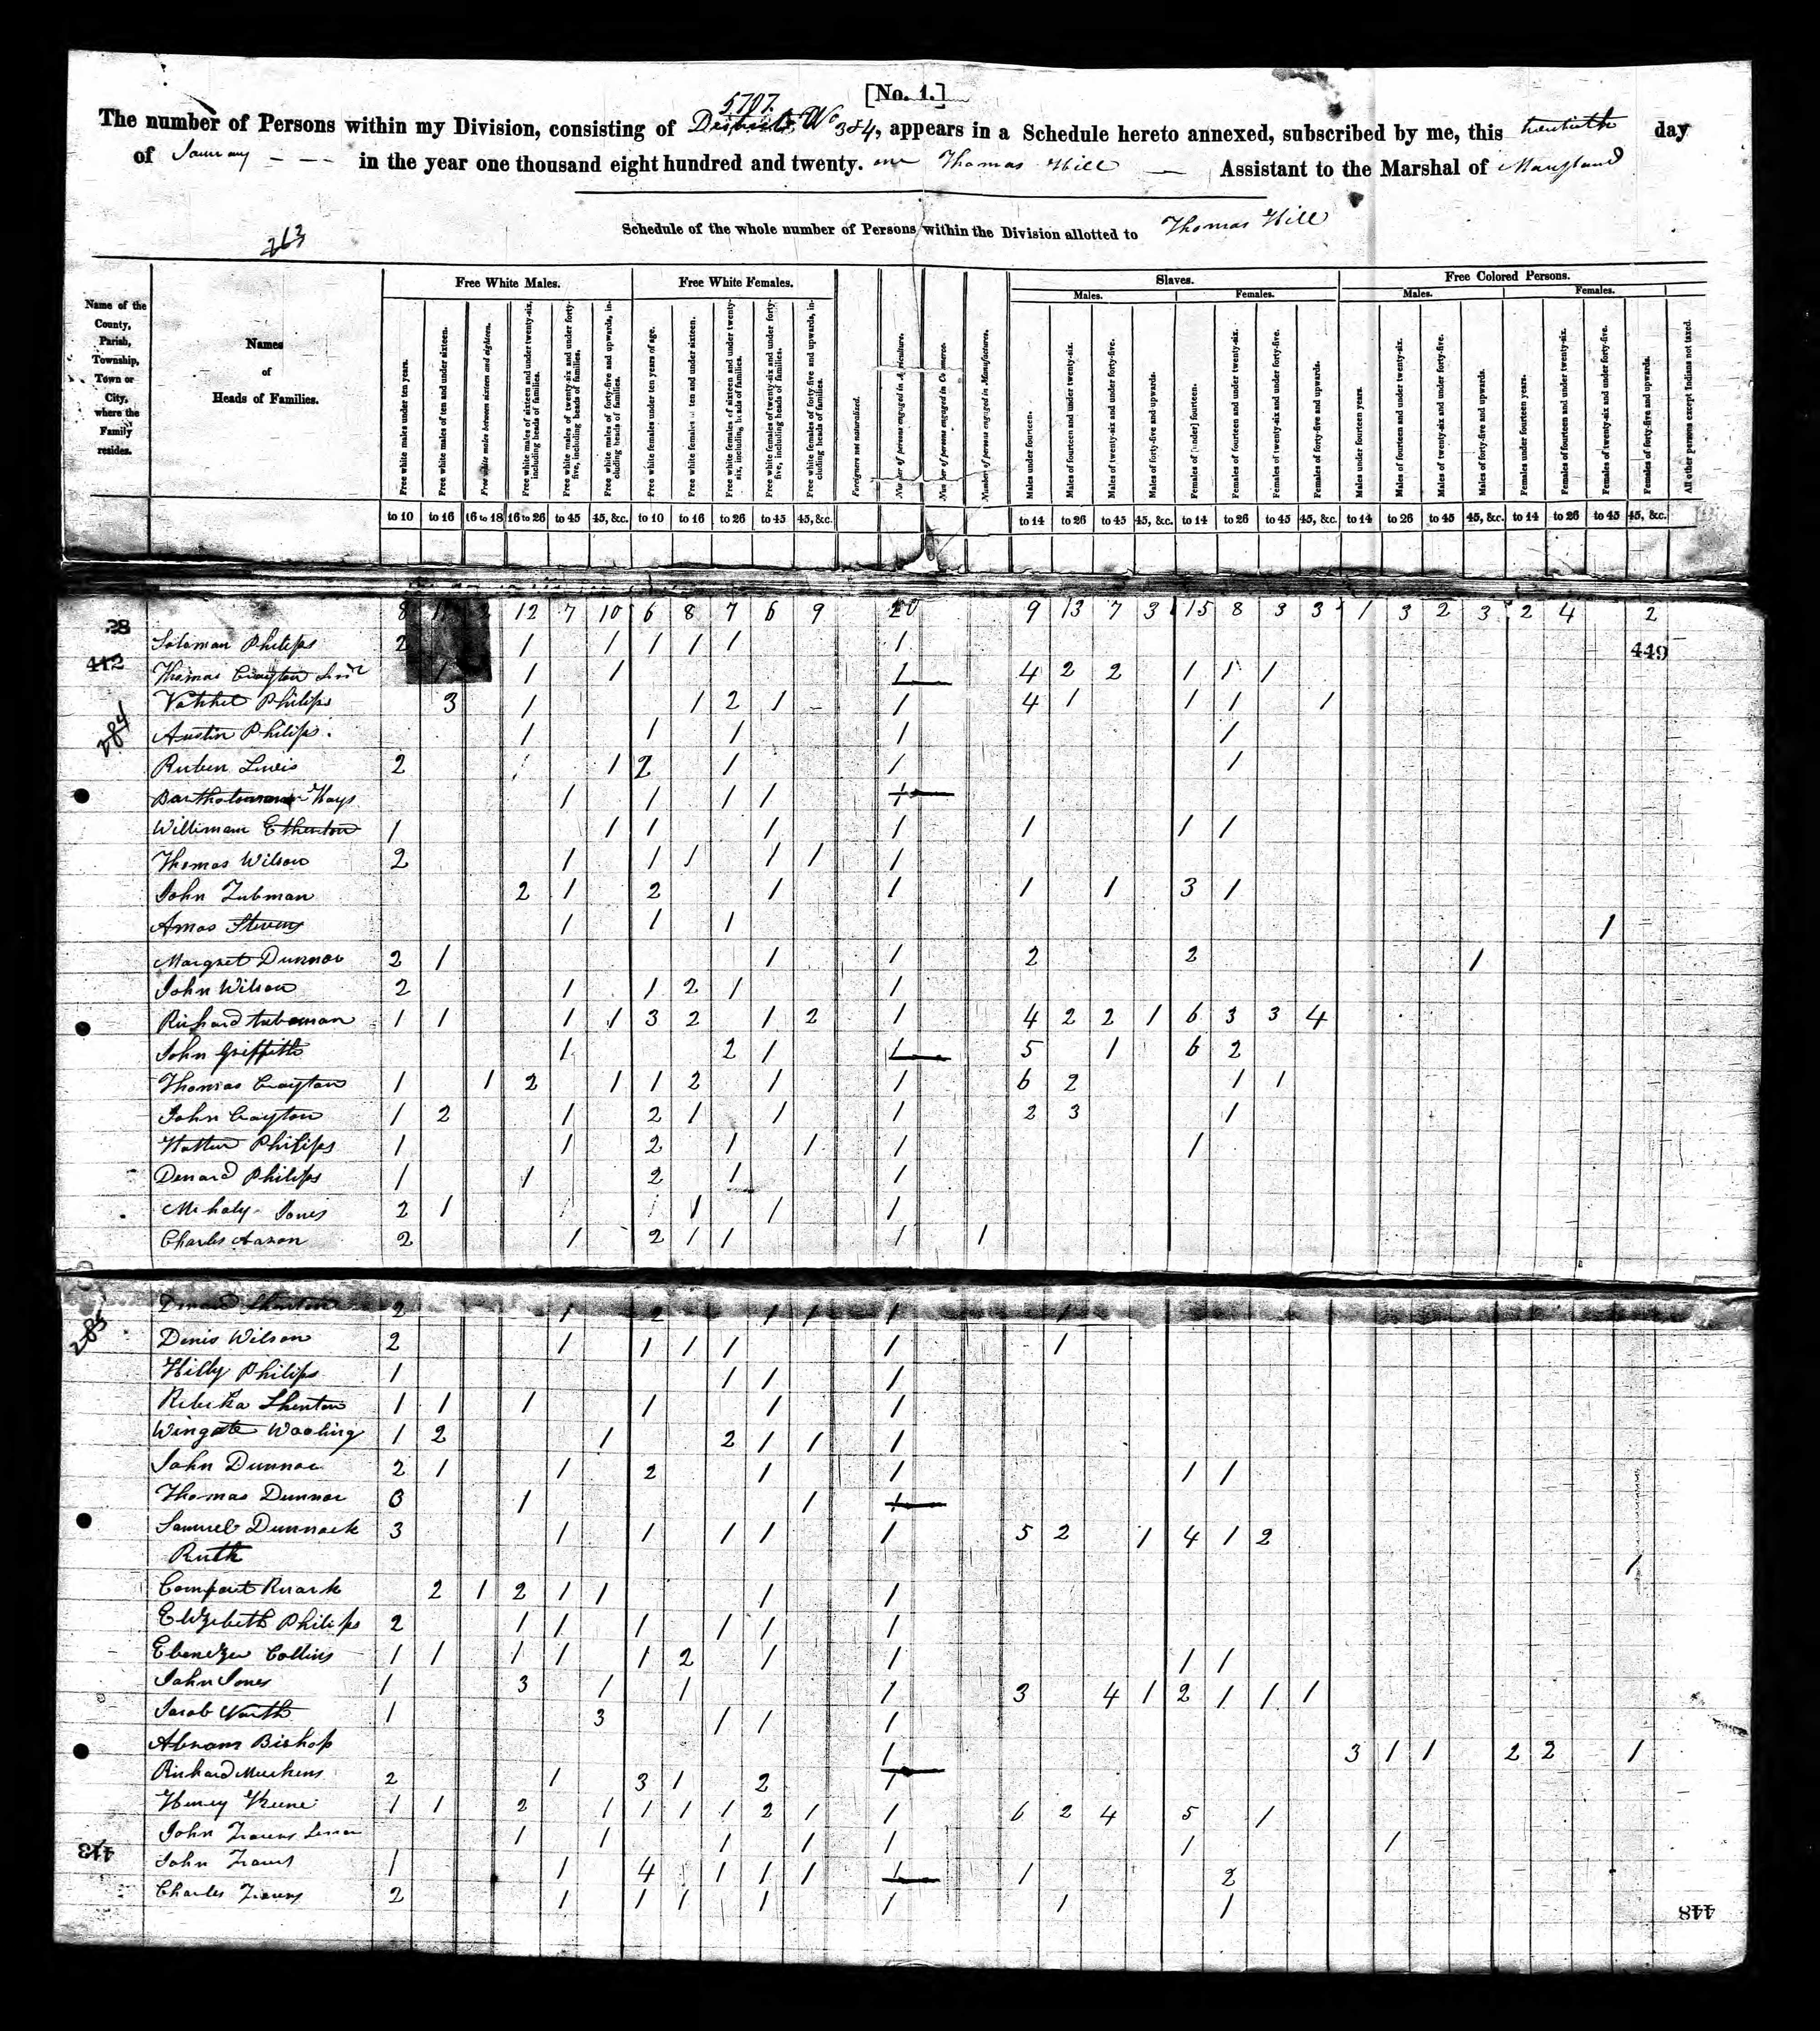 [No. 1.]
5707.
The number of Persons within my Division, consisting of Districts No 3 & 4, appears in a Schedule hereto annexed, subscribed by me, this twentieth day
of January in the year one thousand eight hundred and twenty. one Thomas Hill Assistant to the Marshal of Maryland
Schedule of the whole number of Persons within the Division allotted to Thomas Hill
263
Name of the County, Parish, Township, Town or City, where the Family resides.
Names of Heads of Families.
Free White Males.
Free white males under ten years.
Free white males of ten and under sixteen.
Free white males between sixteen and eighteen.
Free white males of sixteen and under twenty-six, including heads of families.
Free white males of twenty-six and under forty-five, including heads of families.
Free white males of forty-five and upwards, including heads of families.
Free White Females.
Free white females under ten years of age.
Free white females of ten and under sixteen.
Free white females of sixteen and under twenty-six, including heads of families.
Free white females of twenty-six and under forty-five, including heads of families.
Free white females of forty-five and upwards, including heads of families.
Foreigners not naturalized.
Number of persons engaged in Agriculture.
Number of persons engaged in Commerce.
Number of persons engaged in Manufactures.
Slaves.
Males.
Males under fourteen.
Males of fourteen and under twenty-six.
Males of twenty-six and under forty-five.
Males of forty-five and upwards.
Females.
Females of [under] fourteen.
Females of fourteen and under twenty-six.
Females of twenty-six and under forty-five.
Females of forty-five and upwards.
Free Colored Persons.
Males.
Males under fourteen years.
Males of fourteen and under twenty-six.
Males of twenty-six and under forty-five.
Males of forty-five and upwards.
Females.
Females under fourteen years.
Females of fourteen and under twenty-six.
Females of twenty-six and under forty-five.
Females of forty-five and upwards.
All other persons except Indians not taxed.
to 10 to 16 16 to 18 16 to 26 to 45 45, &c. to 10 to 16 to 26 to 45 45, &c. to 14 to 26 to 45 45, &c. to 14 to 26 to 45 45, &c. to 14 to 26 to 45 45, &c. to 14 to 26 to 45 45, &c.
28 8 12 7 10 6 8 7 6 9 20 9 13 7 3 15 8 3 3 1 3 2 3 2 4 2
Soloman Philips 2 1 1 1 1 1 1 449
412 Thomas Crayton 1 1 1 1 4 2 2 1 1 1
Vatchel Philips 3 1 1 2 1 1 4 1 1 1 1
284 Austin Philips 1 1 1 1 1
Ruben Lewis 2 1 2 1 1 1
Hays 1 1 1 1 1
Willimam 1 1 1 1 1 1 1 1
Thomas Wilson 2 1 1 1 1 1 1
John Tubman 2 1 2 1 1 1 1 3 1
Amos Stevens 1 1 1 1
Margret Dunnoc 2 1 1 1 2 2 1
John Wilson 2 1 1 2 1 1
Richard tubman 1 1 1 1 3 2 1 2 1 4 2 2 1 6 3 3 4
John Griffith 1 2 1 1 5 1 6 2
Thomas Crayton 1 1 2 1 1 2 1 1 6 2 1 1
John Crayton 1 2 1 2 1 1 1 2 3 1
Philips 1 1 2 1 1 1 1
Denard Philips 1 1 2 1 1
Jones 2 1 1 1 1 1 1
Charles 2 1 2 1 1 1 1
285
2 1 2 1 1 1 1
Denis Wilson 2 1 1 1 1 1 1
Hilly Philips 1 1 1 1
Shenton 1 1 1 1 1 1
Wingate Wooling 1 2 1 2 1 1 1
John Dunnoc 2 1 1 2 1 1 1 1
Thomas Dunnoc 3 1 1 1
Samuel Dunnock 3 1 1 1 1 1 5 2 1 4 1 2
Ruth 1
Comfort Ruark 2 1 2 1 1 1 1
Elizebeth Philips 2 1 1 1 1 1 1
Ebenezer Collins 1 1 1 1 1 2 1 1 1 1
John Jones 1 3 1 1 1 3 4 1 2 1 1 1
Jacob North 1 3 1 1 1
Abram Bishop 1 3 1 1 2 2 1
Richard Meekins 2 1 3 1 2 1
Henry Keene 1 1 2 1 1 1 1 2 1 1 6 2 4 5 1
John Travers 1 1 1 1 1 1 1
413
John Travers 1 1 4 1 1 1 1 1 2
Charles Travers 2 1 1 1 1 1 1 1
448